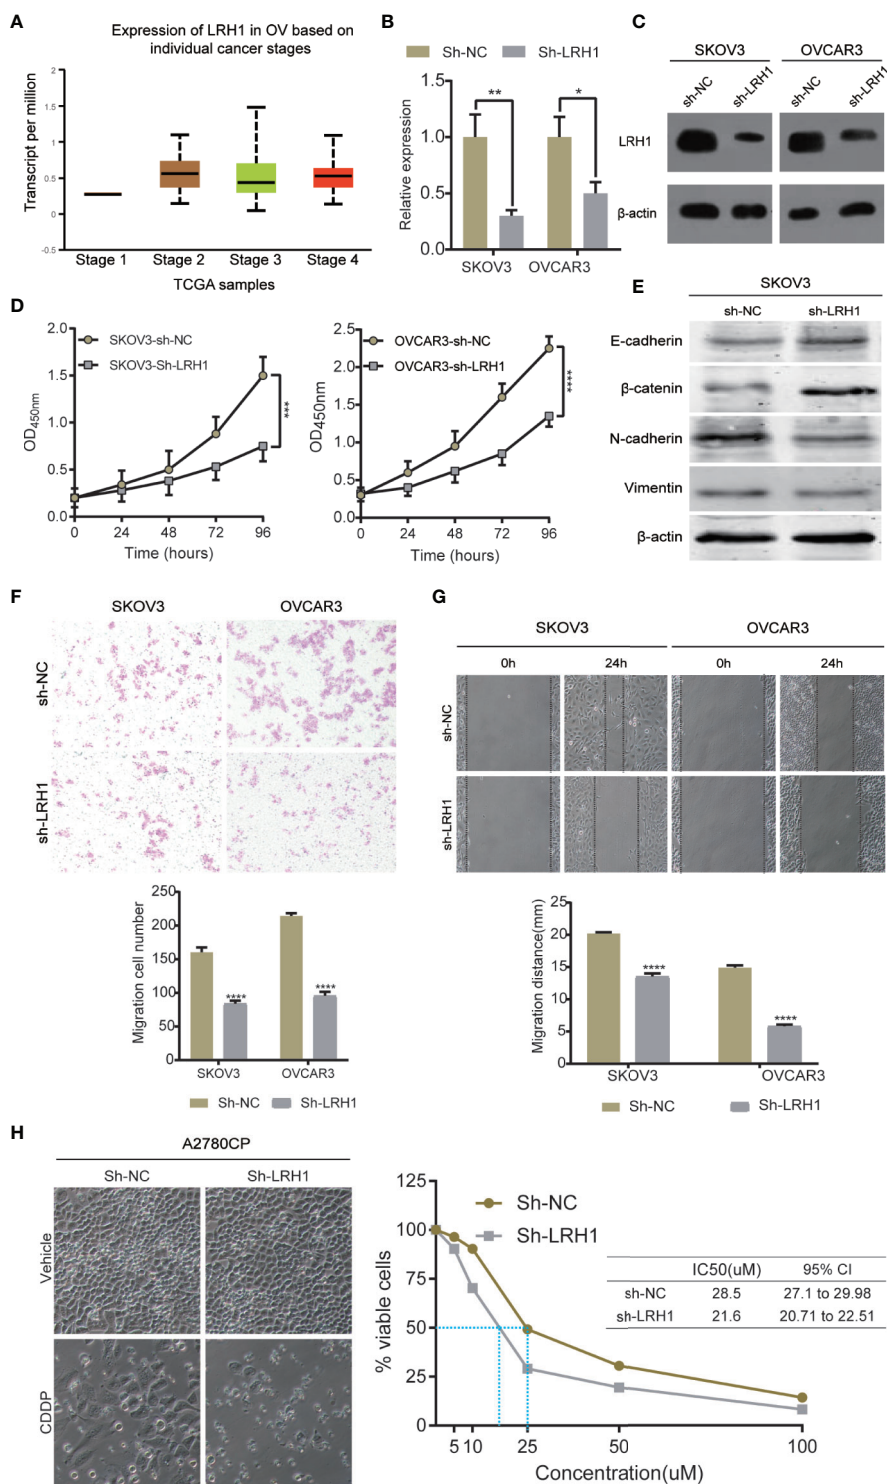 A
Expression of LRH1 in OV based on
individual cancer stages
Transcript per million
2
1.5
1
0.5
0
-0.5
Stage 1 Stage 2 Stage 3 Stage 4
TCGA samples
B
Sh-NC Sh-LRH1
Relative expression
1.5
1.0
0.5
0.0
** *
SKOV3 OVCAR3
C
SKOV3 OVCAR3
sh-NC sh-LRH1 sh-NC sh-LRH1
LRH1
β-actin
D
SKOV3-sh-NC
SKOV3-Sh-LRH1
OD450nm
2.0
1.5
1.0
0.5
0.0
***
0 24 48 72 96
Time (hours)
OVCAR3-sh-NC
OVCAR3-sh-LRH1
OD450nm
2.5
2.0
1.5
1.0
0.5
0.0
****
0 24 48 72 96
Time (hours)
E
SKOV3
sh-NC sh-LRH1
E-cadherin
β-catenin
N-cadherin
Vimentin
β-actin
F
SKOV3 OVCAR3
sh-NC
sh-LRH1
Migration cell number
250
200
150
100
50
0
**** ****
SKOV3 OVCAR3
Sh-NC Sh-LRH1
G
SKOV3 OVCAR3
0h 24h 0h 24h
sh-NC
sh-LRH1
Migration distance(mm)
25
20
15
10
5
0
**** ****
SKOV3 OVCAR3
Sh-NC Sh-LRH1
H
A2780CP
Sh-NC Sh-LRH1
Vehicle
CDDP
% viable cells
125
100
75
50
25
0
Sh-NC
Sh-LRH1
IC50(uM) 95% CI
sh-NC 28.5 27.1 to 29.98
sh-LRH1 21.6 20.71 to 22.51
5 10 25 50 100
Concentration(uM)